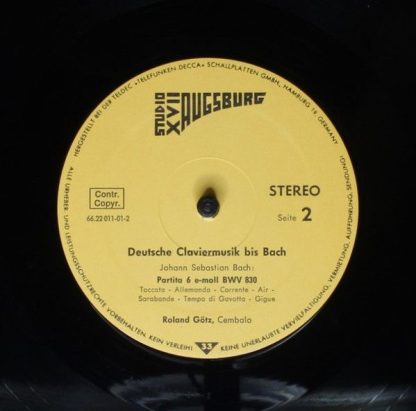 HERGESTELLT BEI DER TELDEC »TELEFUNKEN DECCA« SCHALLPLATTEN GMBH, HAMBURG 19, GERMANY
STUDIO
XVII
AUGSBURG
Contr.
Copyr.
66.22 011-01-2
STEREO
Seite 2
Deutsche Claviermusik bis Bach
Johann Sebastian Bach:
Partita 6 e-moll BWV 830
Toccata - Allemanda - Corrente - Air -
Sarabande - Tempo di Gavotta - Gigue
Roland Götz, Cembalo
ALLE URHEBER- UND LEISTUNGSSCHUTZRECHTE VORBEHALTEN. KEIN VERLEIH!
33
KEINE UNERLAUBTE VERVIELFÄLTIGUNG, VERMIETUNG, AUFFÜHRUNG, SENDUNG!